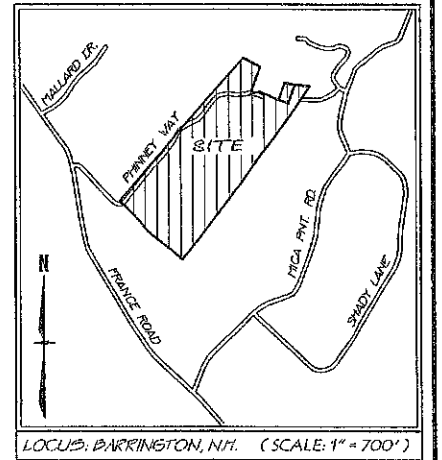 MALLARD DR.
PHINNEY WAY
SITE
MICA PNT. RD.
SHADY LANE
FRANCE ROAD
N
LOCUS: BARRINGTON, N.H. (SCALE: 1" = 700')